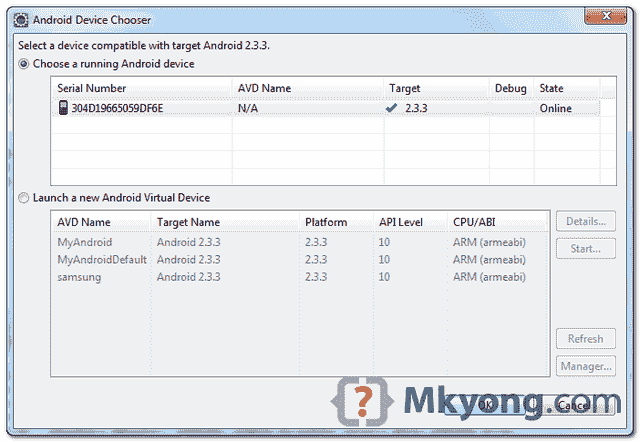 Android Device Chooser
Select a device compatible with target Android 2.3.3.
Choose a running Android device
Serial Number AVD Name Target Debug State
304D19665059DF6E N/A 2.3.3 Online
Launch a new Android Virtual Device
AVD Name Target Name Platform API Level CPU/ABI
MyAndroid Android 2.3.3 2.3.3 10 ARM (armeabi)
MyAndroidDefault Android 2.3.3 2.3.3 10 ARM (armeabi)
samsung Android 2.3.3 2.3.3 10 ARM (armeabi)
Details...
Start...
Refresh
Manager...
OK Cancel
{?} Mkyong.com